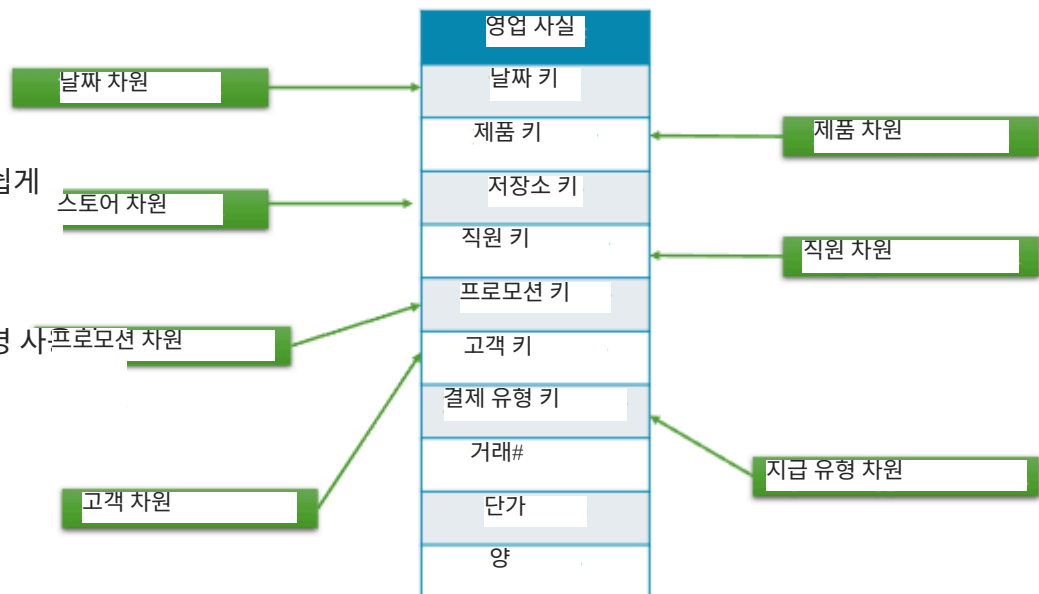 영업 사실
날짜 차원
날짜 키
제품 키
제품 차원
쉽게
스토어 차원
저장소 키
직원 키
직원 차원
프로모션 키
프로모션 차원
고객 키
결제 유형 키
거래#
지급 유형 차원
고객 차원
단가
양